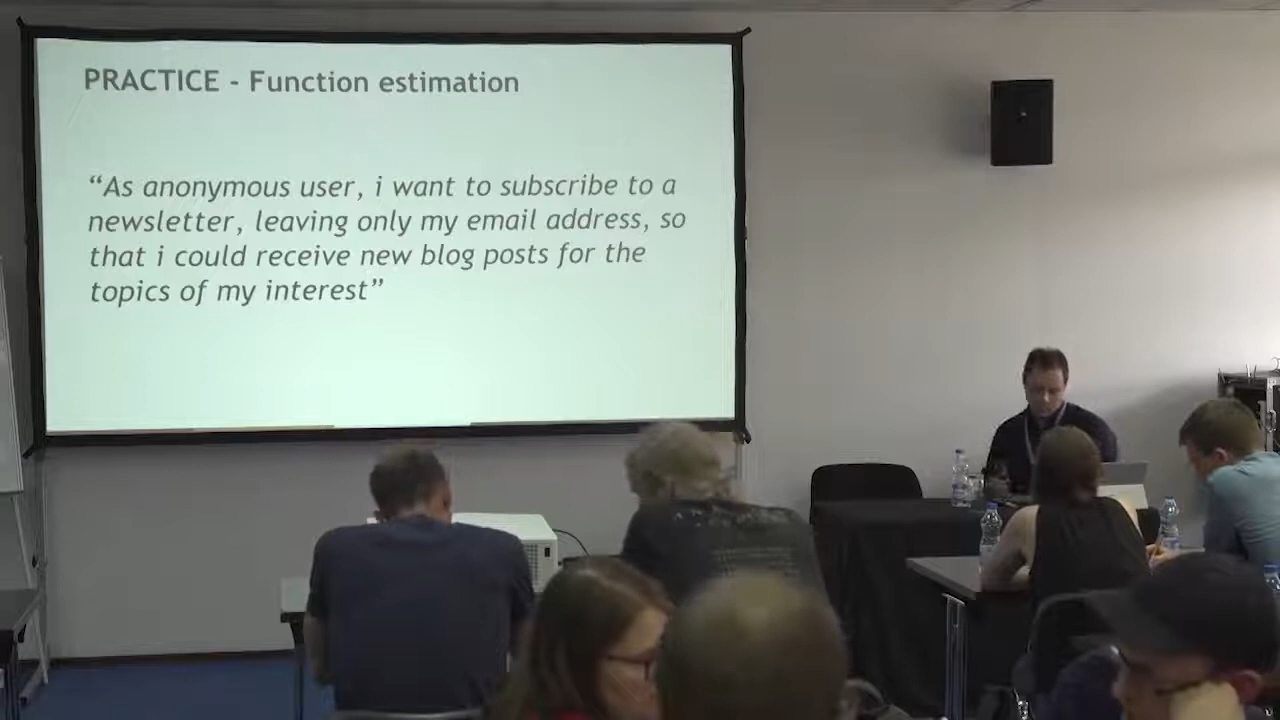 PRACTICE - Function estimation
“As anonymous user, i want to subscribe to a
newsletter, leaving only my email address, so
that i could receive new blog posts for the
topics of my interest”